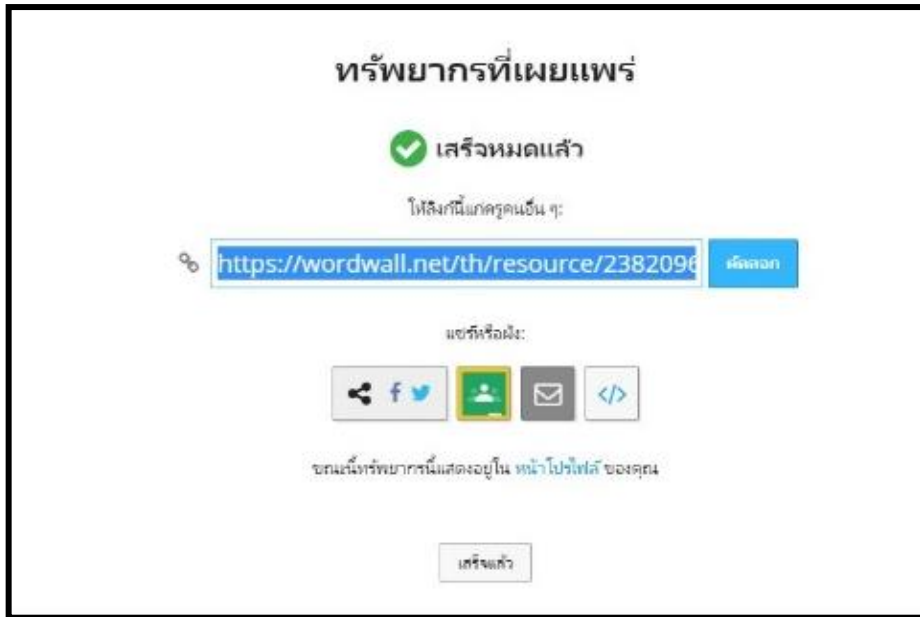 ทรัพยากรที่เผยแพร่
เสร็จหมดแล้ว
ให้ลิงก์นี้แก่ครูคนอื่น ๆ:
https://wordwall.net/th/resource/2382096
คัดลอก
แชร์หรือฝัง:
ขณะนี้ทรัพยากรนี้แสดงอยู่ใน หน้าโปรไฟล์ ของคุณ
เสร็จแล้ว